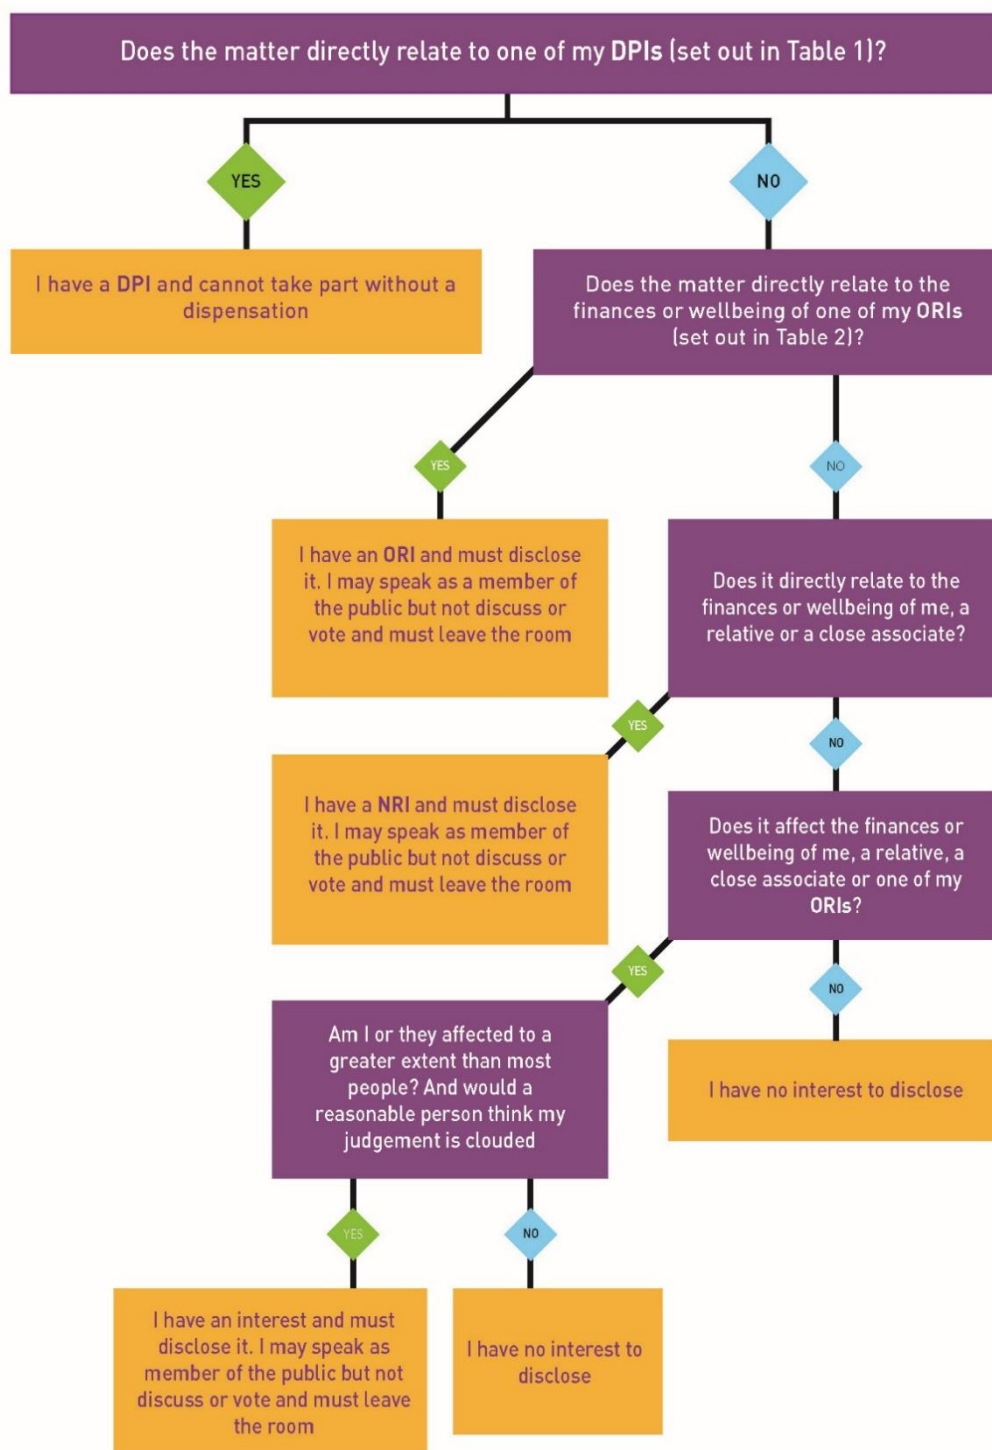 Does the matter directly relate to one of my DPIs (set out in Table 1)?
YES
NO
I have a DPI and cannot take part without a
dispensation
Does the matter directly relate to the
finances or wellbeing of one of my ORIs
(set out in Table 2)?
YES
NO
I have an ORI and must disclose
it. I may speak as a member of
the public but not discuss or
vote and must leave the room
Does it directly relate to the
finances or wellbeing of me, a
relative or a close associate?
YES
NO
I have a NRI and must disclose
it. I may speak as member of
the public but not discuss or
vote and must leave the room
Does it affect the finances or
wellbeing of me, a relative, a
close associate or one of my
ORIs?
YES
NO
Am I or they affected to a
greater extent than most
people? And would a
reasonable person think my
judgement is clouded
I have no interest to disclose
YES
NO
I have an interest and must
disclose it. I may speak as
member of the public but not
discuss or vote and must leave
the room
I have no interest to
disclose